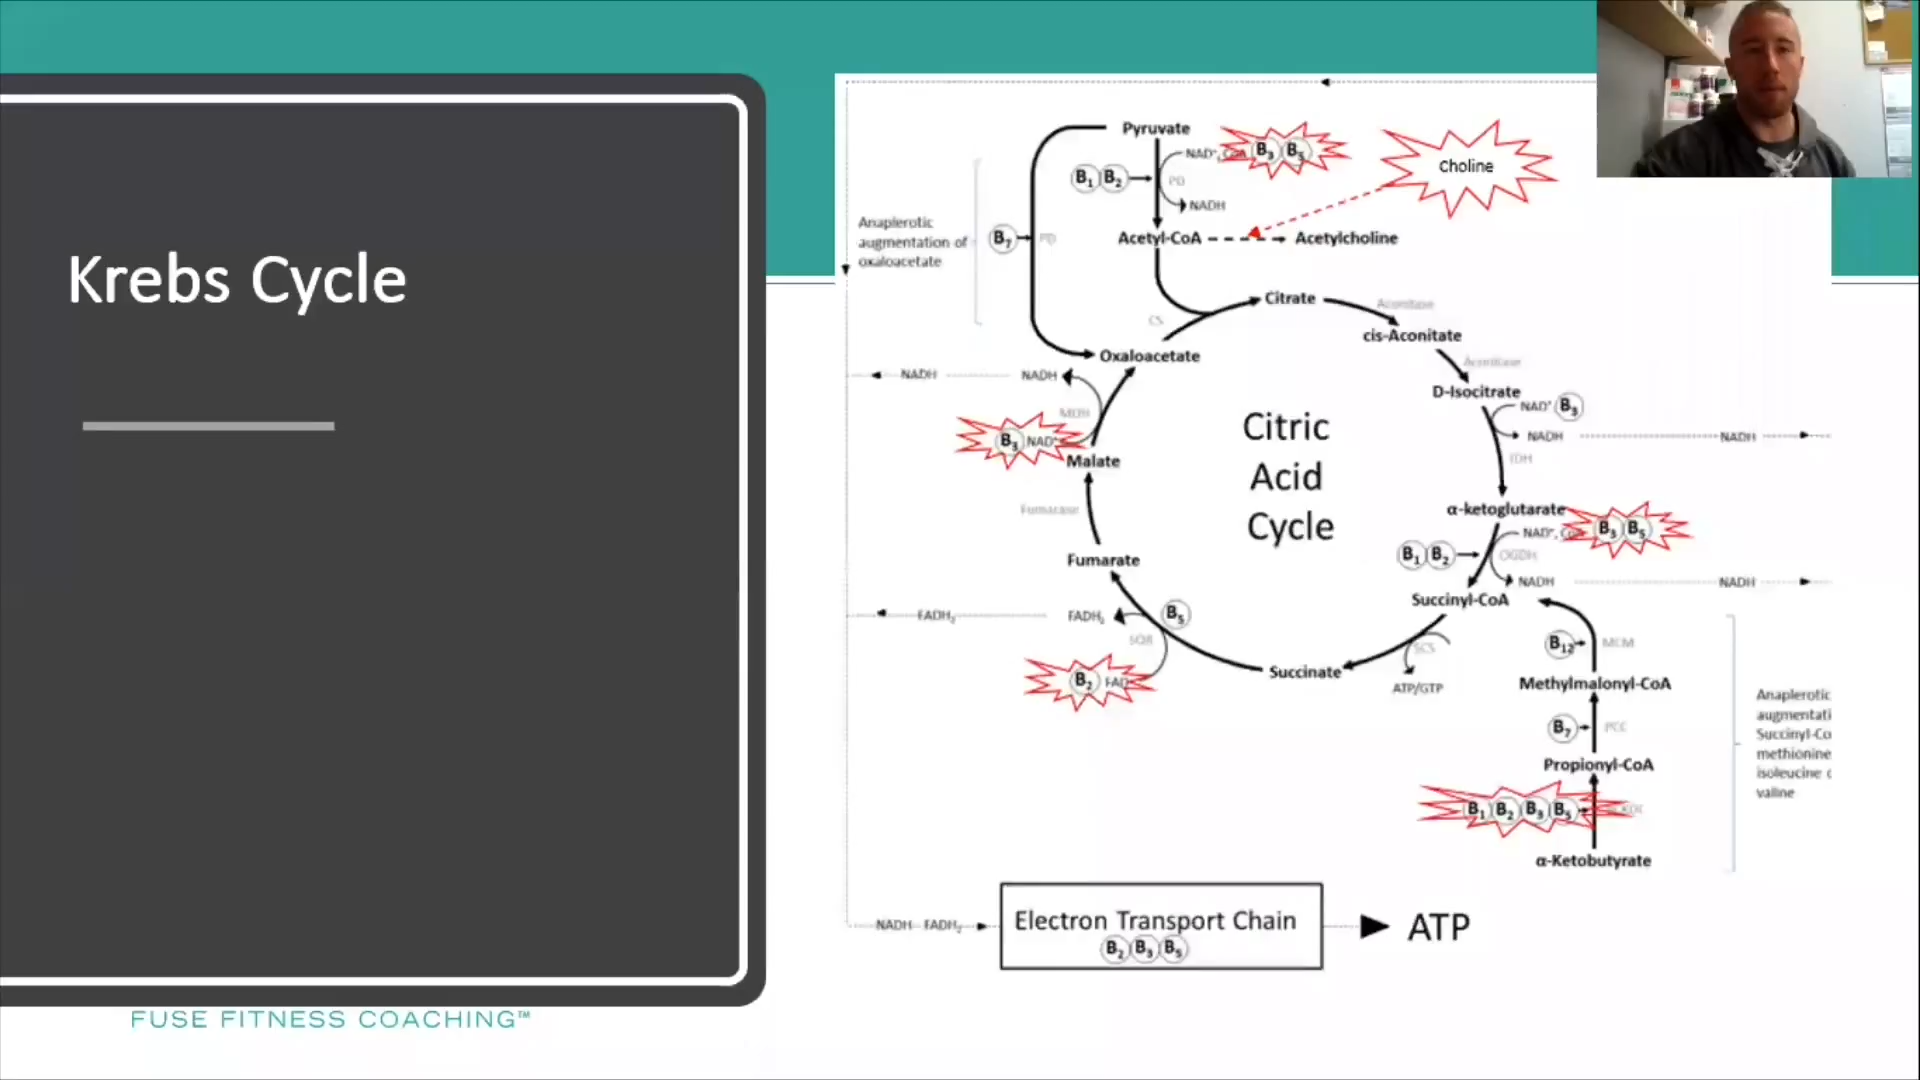 Krebs Cycle
FUSE FITNESS COACHING™
Pyruvate
NAD⁺, CoA
B₃ B₅
Choline
B₁ B₂
PD
NADH
Anaplerotic
augmentation of
oxaloacetate
B₇
PD
Acetyl-CoA
Acetylcholine
Citrate
Aconitase
CS
cis-Aconitate
Oxaloacetate
Aconitase
NADH
NADH
D-Isocitrate
NAD⁺ B₃
MDH
NADH
NADH
B₃ NAD⁺
IDH
Malate
Citric
Acid
Cycle
Fumarase
α-ketoglutarate
NAD⁺, CoA
B₃ B₅
B₁ B₂
OGDH
Fumarate
NADH
NADH
Succinyl-CoA
FADH₂
FADH₂
B₅
SQR
B₂ FAD
SCS
Succinate
ATP/GTP
B₁₂
MCM
Methylmalonyl-CoA
B₇
PCC
Propionyl-CoA
B₁ B₂ B₃ B₅
α-Ketobutyrate
Anaplerotic
augmentati
Succinyl-Co
methionine
isoleucine
valine
NADH FADH₂
Electron Transport Chain
B₂ B₃ B₅
ATP